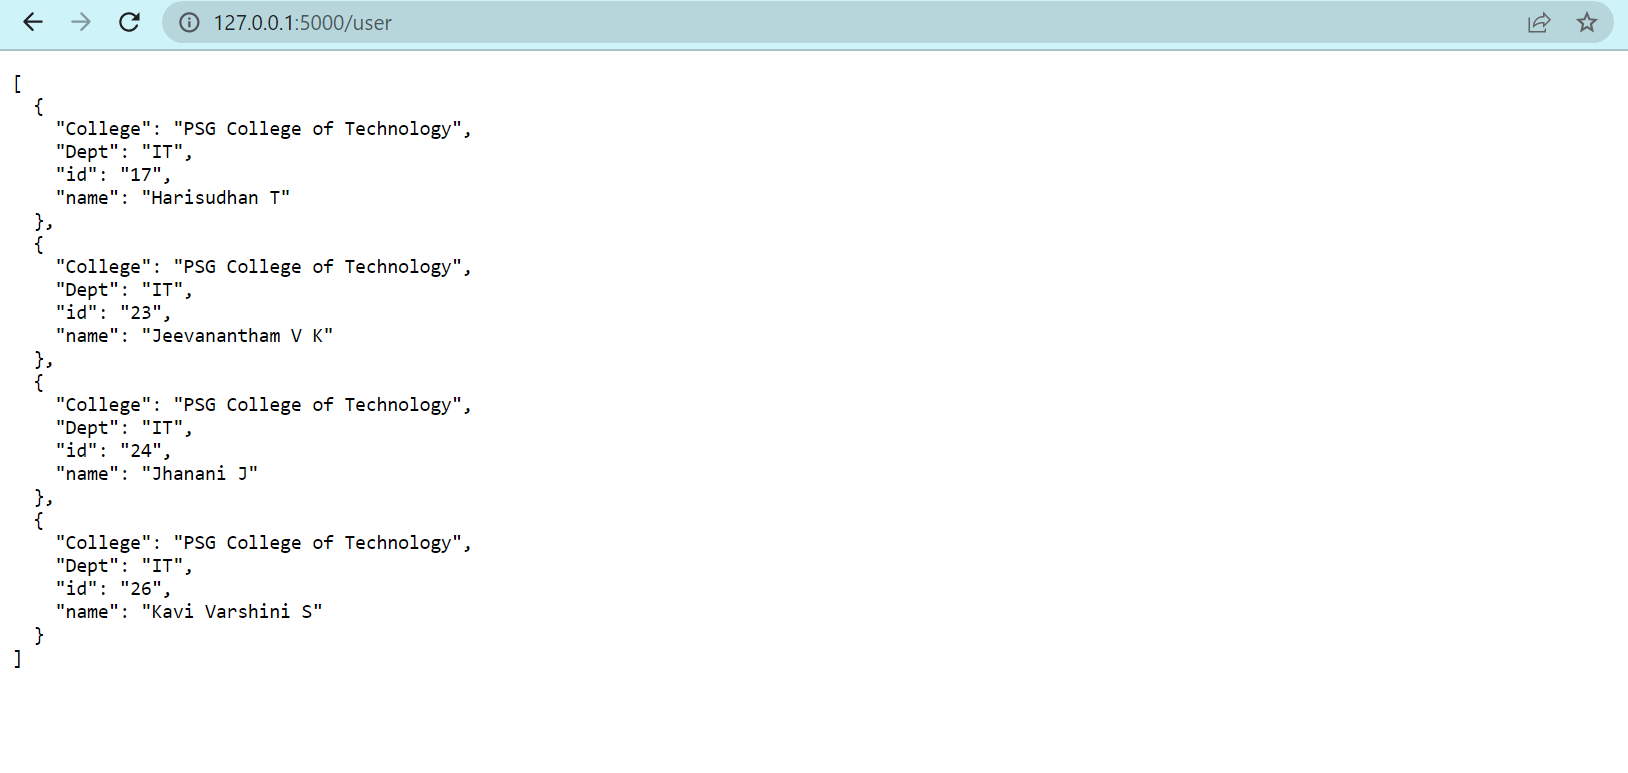 127.0.0.1:5000/user
[
  {
    "College": "PSG College of Technology",
    "Dept": "IT",
    "id": "17",
    "name": "Harisudhan T"
  },
  {
    "College": "PSG College of Technology",
    "Dept": "IT",
    "id": "23",
    "name": "Jeevanantham V K"
  },
  {
    "College": "PSG College of Technology",
    "Dept": "IT",
    "id": "24",
    "name": "Jhanani J"
  },
  {
    "College": "PSG College of Technology",
    "Dept": "IT",
    "id": "26",
    "name": "Kavi Varshini S"
  }
]